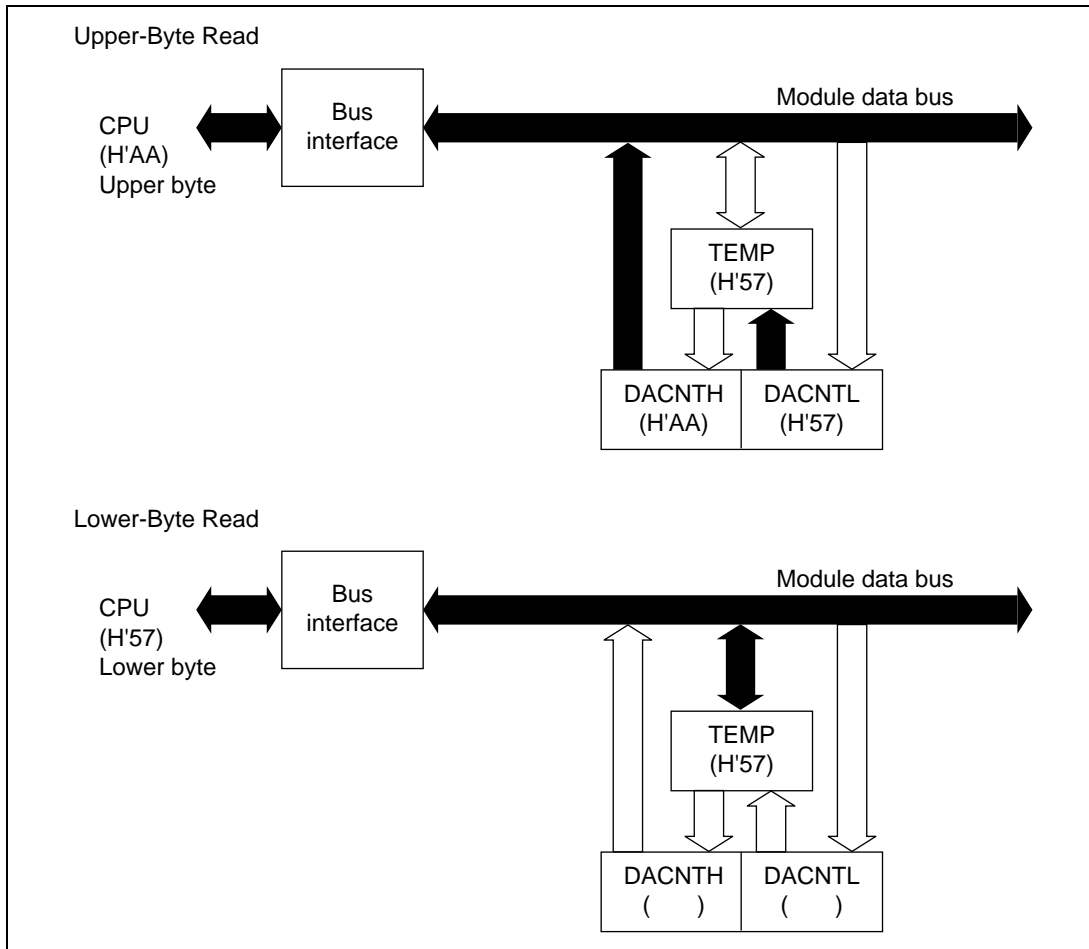 Upper-Byte Read
CPU
(H'AA)
Upper byte
Bus
interface
Module data bus
TEMP
(H'57)
DACNTH
(H'AA)
DACNTL
(H'57)
Lower-Byte Read
CPU
(H'57)
Lower byte
Bus
interface
Module data bus
TEMP
(H'57)
DACNTH
(      )
DACNTL
(      )